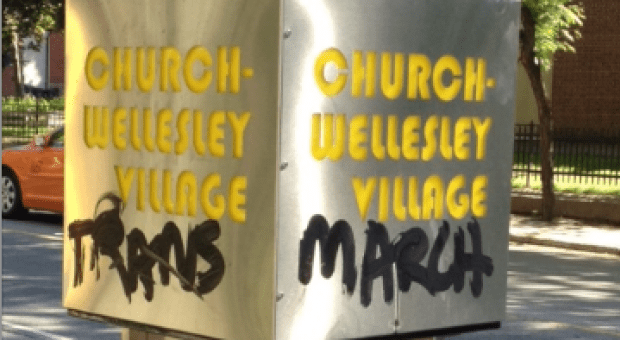 CHURCH-
WELLESLEY
VILLAGE
TRANS
CHURCH-
WELLESLEY
VILLAGE
MARCH